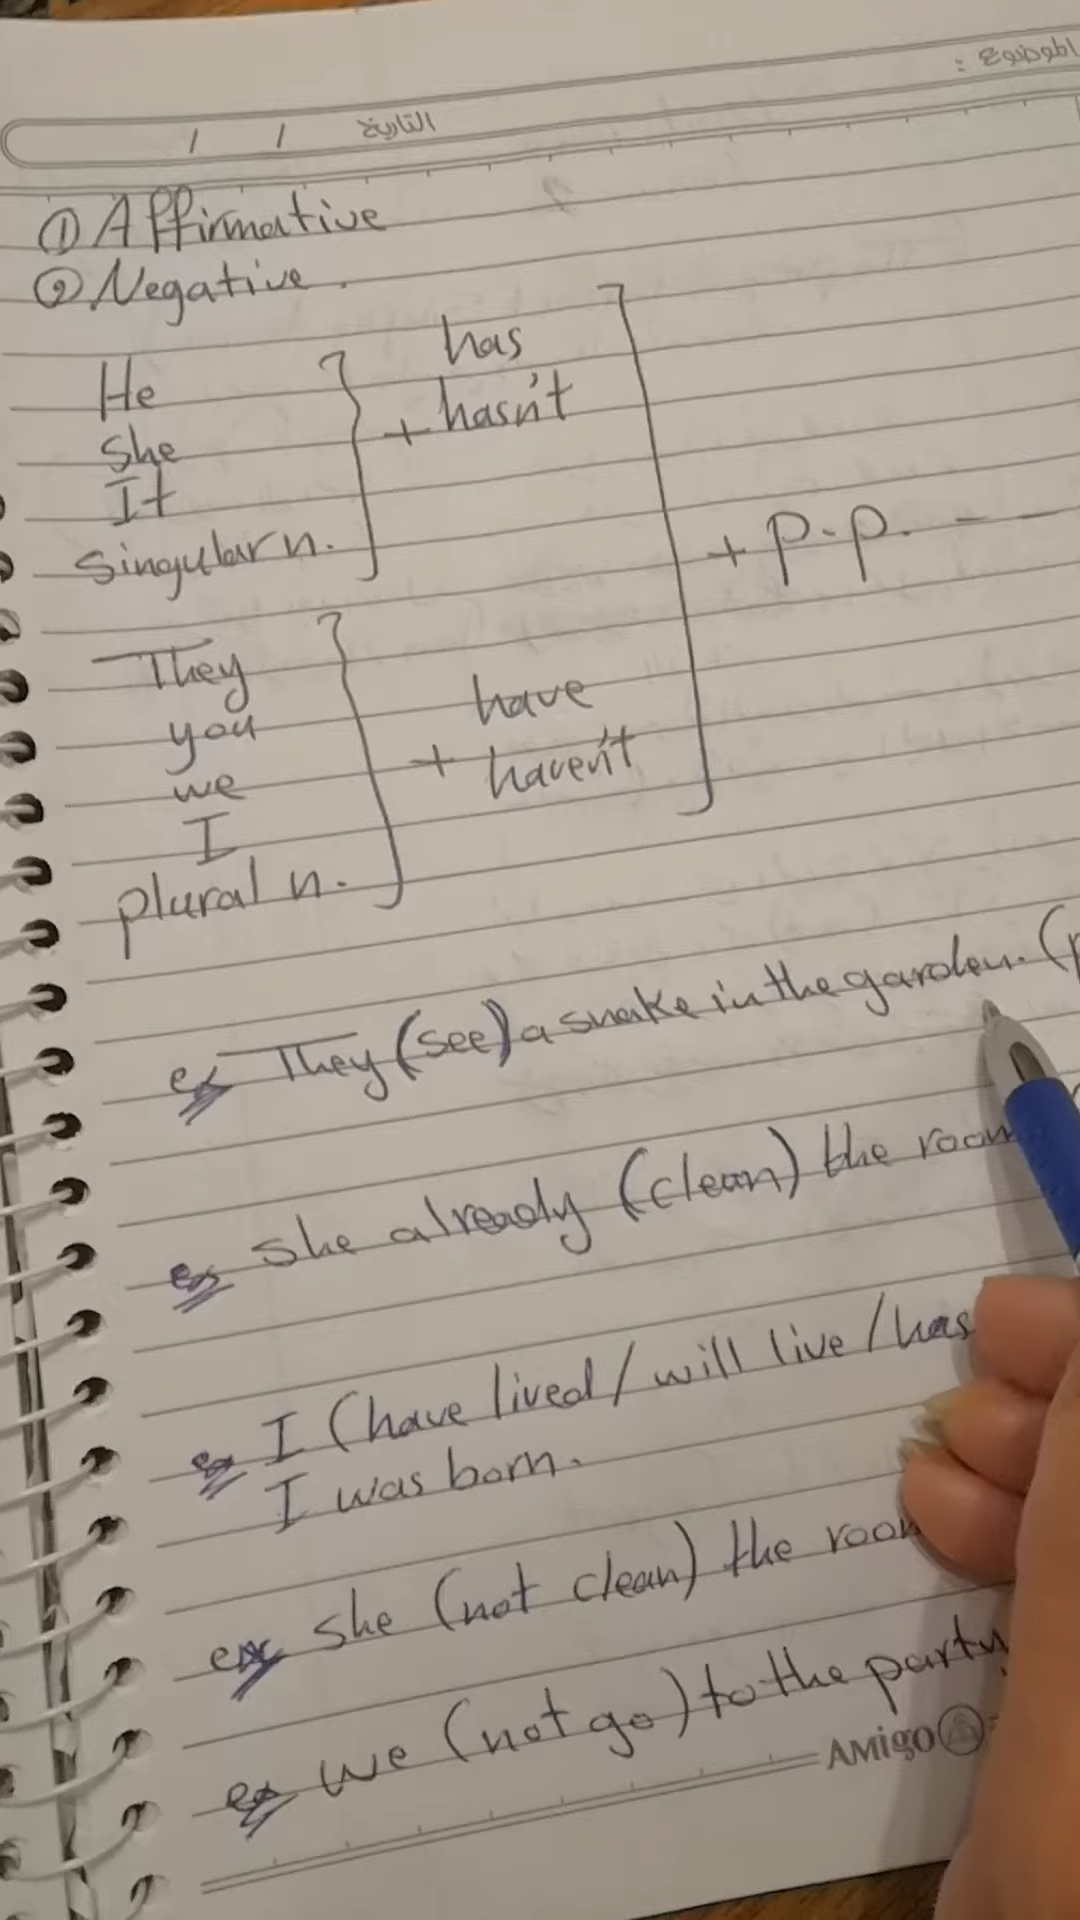 الموضوع :
التاريخ / /
① Affirmative
② Negative.
He
She
It
Singular n.
+ has
hasn't
They
you
we
I
plural n.
+ have
haven't
+ p.p. - -
ex They (see) a snake in the garden. (p
ex she already (clean) the room
ex I (have lived / will live / has
I was born.
ex she (not clean) the room
ex we (not go) to the party
AMigo